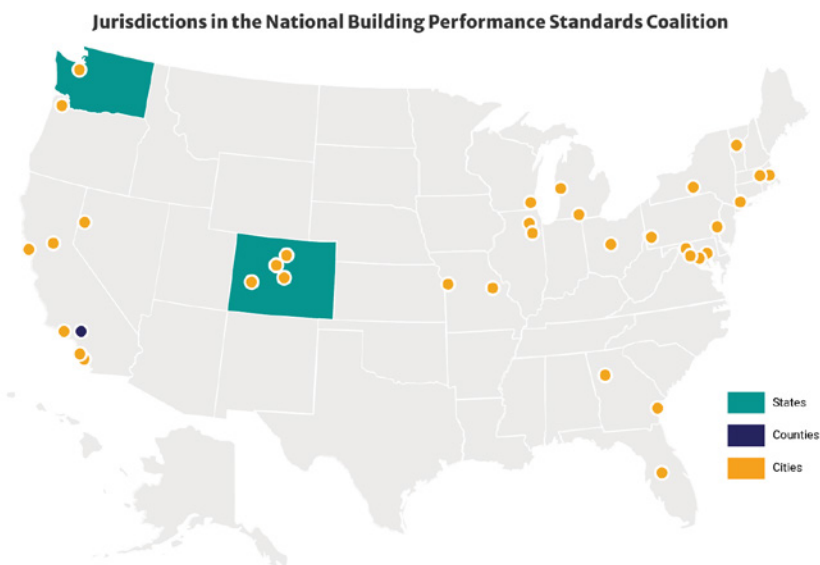 Jurisdictions in the National Building Performance Standards Coalition
States
Counties
Cities